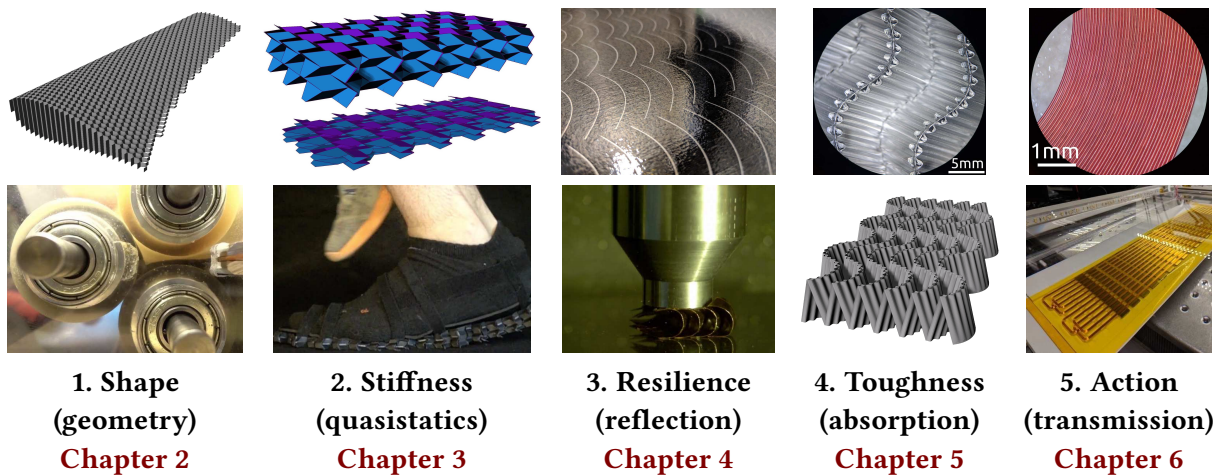 5mm
1mm
1. Shape
(geometry)
Chapter 2
2. Stiffness
(quasistatics)
Chapter 3
3. Resilience
(reflection)
Chapter 4
4. Toughness
(absorption)
Chapter 5
5. Action
(transmission)
Chapter 6